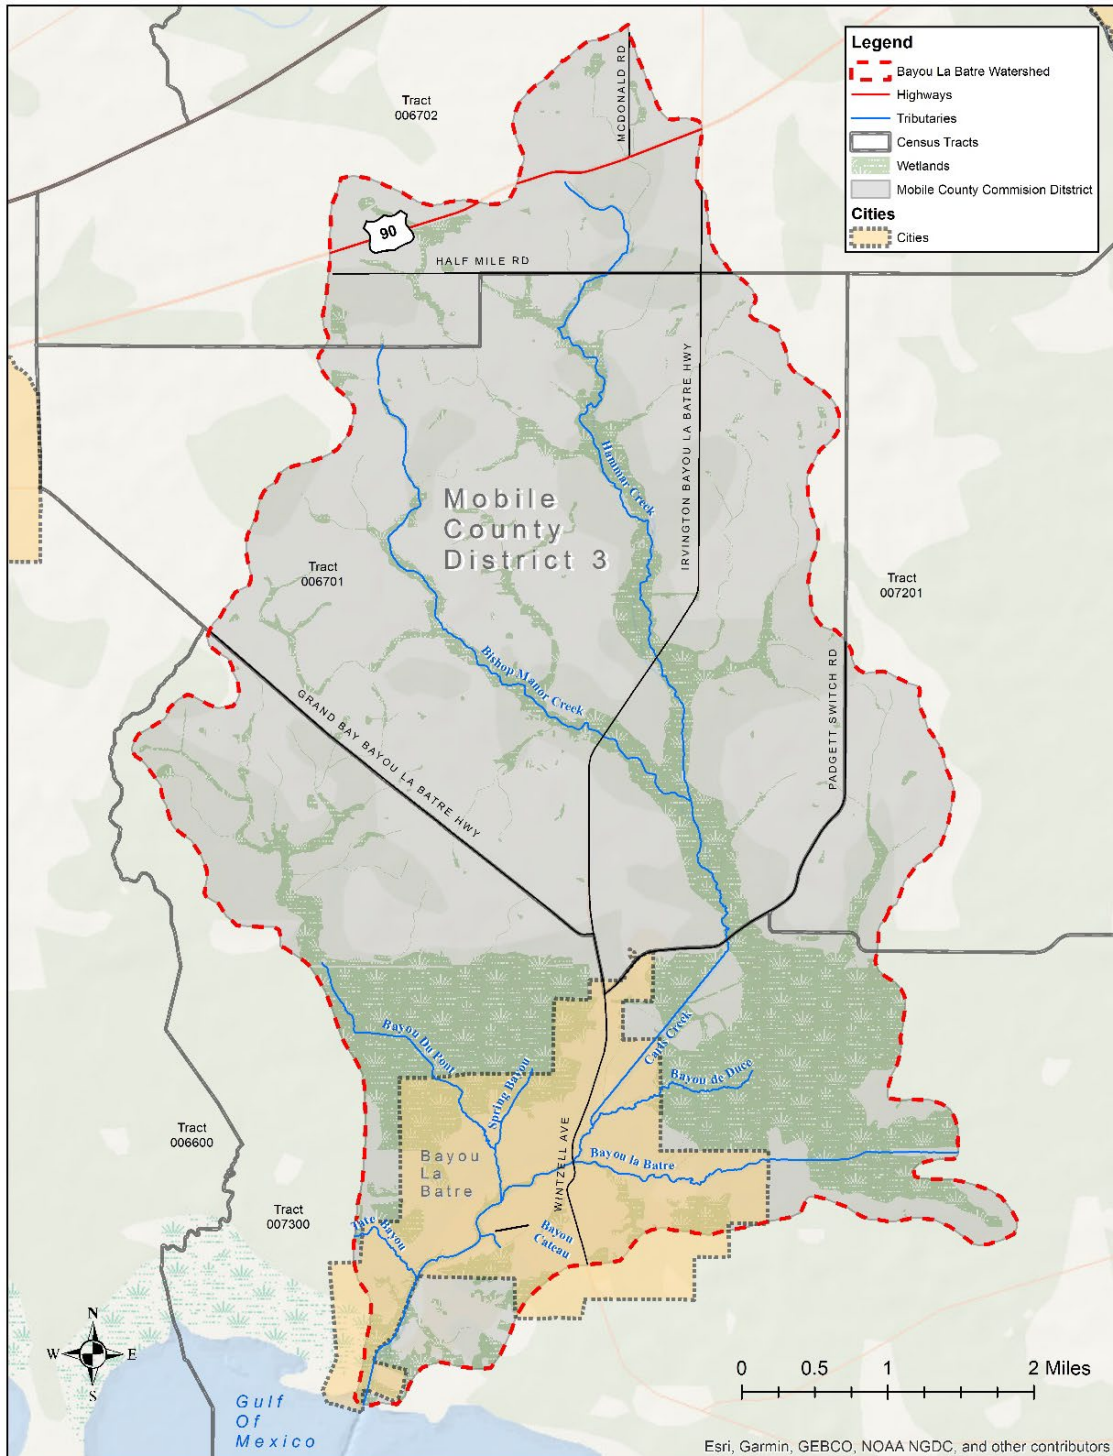 Legend
Bayou La Batre Watershed
Highways
Tributaries
Census Tracts
Wetlands
Mobile County Commision Ditstrict
Cities
Cities
MCDONALD RD
Tract
006702
90
HALF MILE RD
IRVINGTON BAYOU LA BATRE HWY
Hammar Creek
Mobile
County
District 3
Tract
006701
Tract
007201
Bishop Manor Creek
PADGETT SWITCH RD
GRAND BAY BAYOU LA BATRE HWY
Bayou Du Pont
Spring Bayou
Carls Creek
Bayou de Duce
Tract
006600
Bayou
La
Batre
WINTZELL AVE
Bayou la Batre
Tract
007300
Tate Bayou
Bayou
Cateau
N
W
E
S
0 0.5 1 2 Miles
Gulf
Of
Mexico
Esri, Garmin, GEBCO, NOAA NGDC, and other contributors